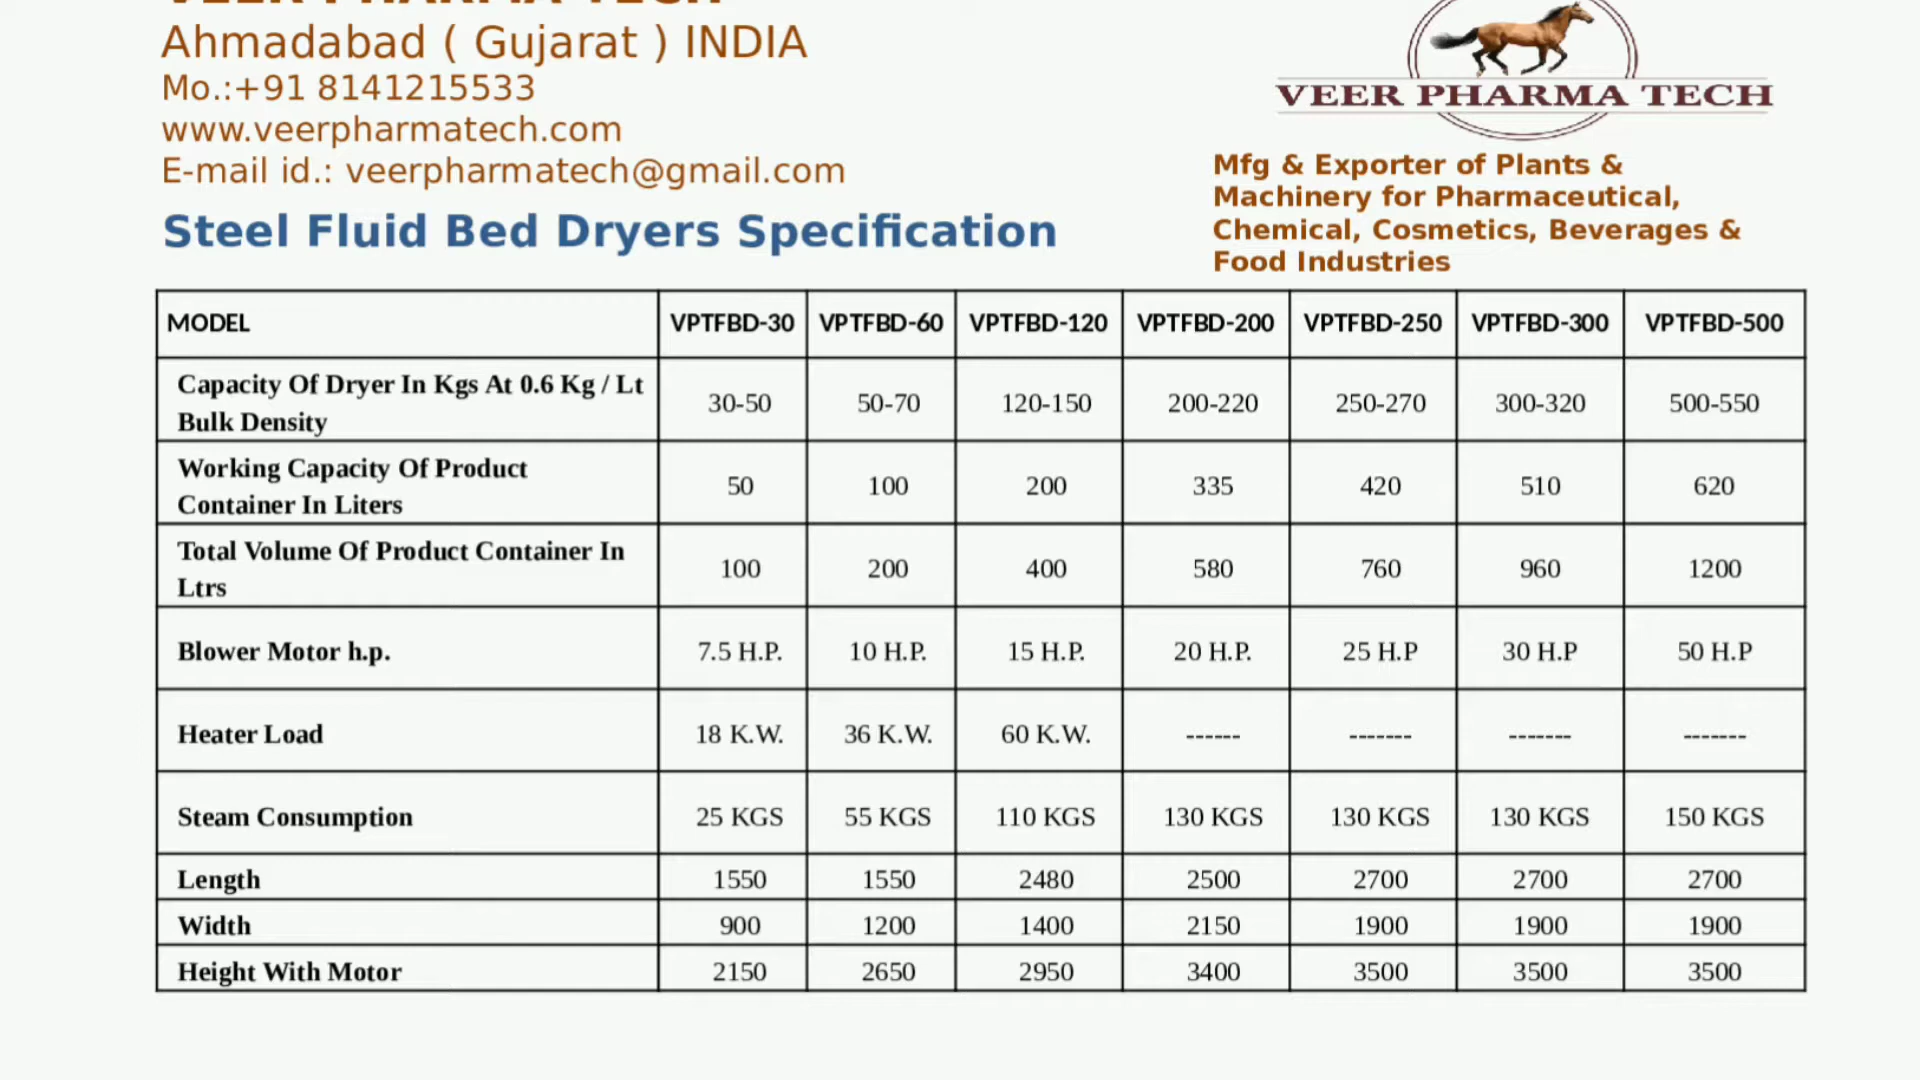 VEER PHARMA TECH
Ahmadabad ( Gujarat ) INDIA
Mo.:+91 8141215533
www.veerpharmatech.com
E-mail id.: veerpharmatech@gmail.com
Steel Fluid Bed Dryers Specification
VEER PHARMA TECH
Mfg & Exporter of Plants &
Machinery for Pharmaceutical,
Chemical, Cosmetics, Beverages &
Food Industries
MODEL VPTFBD-30 VPTFBD-60 VPTFBD-120 VPTFBD-200 VPTFBD-250 VPTFBD-300 VPTFBD-500
Capacity Of Dryer In Kgs At 0.6 Kg / Lt
Bulk Density
30-50 50-70 120-150 200-220 250-270 300-320 500-550
Working Capacity Of Product
Container In Liters
50 100 200 335 420 510 620
Total Volume Of Product Container In
Ltrs
100 200 400 580 760 960 1200
Blower Motor h.p. 7.5 H.P. 10 H.P. 15 H.P. 20 H.P. 25 H.P 30 H.P 50 H.P
Heater Load 18 K.W. 36 K.W. 60 K.W. ------ ------- ------- -------
Steam Consumption 25 KGS 55 KGS 110 KGS 130 KGS 130 KGS 130 KGS 150 KGS
Length 1550 1550 2480 2500 2700 2700 2700
Width 900 1200 1400 2150 1900 1900 1900
Height With Motor 2150 2650 2950 3400 3500 3500 3500